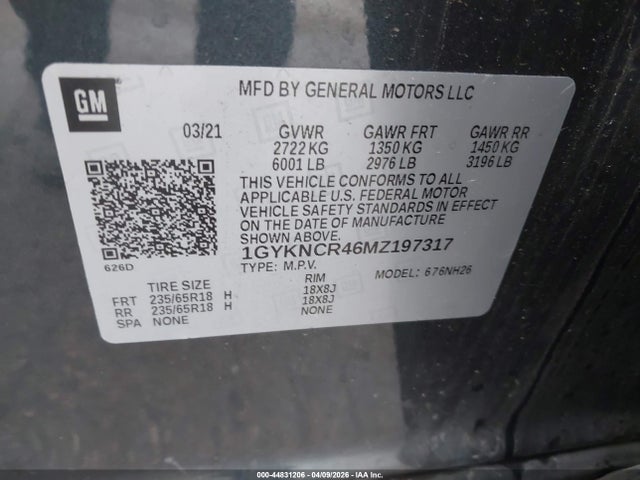 GM
MFD BY GENERAL MOTORS LLC
03/21 GVWR GAWR FRT GAWR RR
2722 KG 1350 KG 1450 KG
6001 LB 2976 LB 3196 LB
THIS VEHICLE CONFORMS TO ALL
APPLICABLE U.S. FEDERAL MOTOR
VEHICLE SAFETY STANDARDS IN EFFECT
ON THE DATE OF MANUFACTURE
SHOWN ABOVE.
1GYKNCR46MZ197317
626D
TYPE: M.P.V. MODEL: 676NH26
TIRE SIZE RIM
FRT 235/65R18 H 18X8J
RR 235/65R18 H 18X8J
SPA NONE NONE
000-44831206 - 04/09/2026 - IAA Inc.